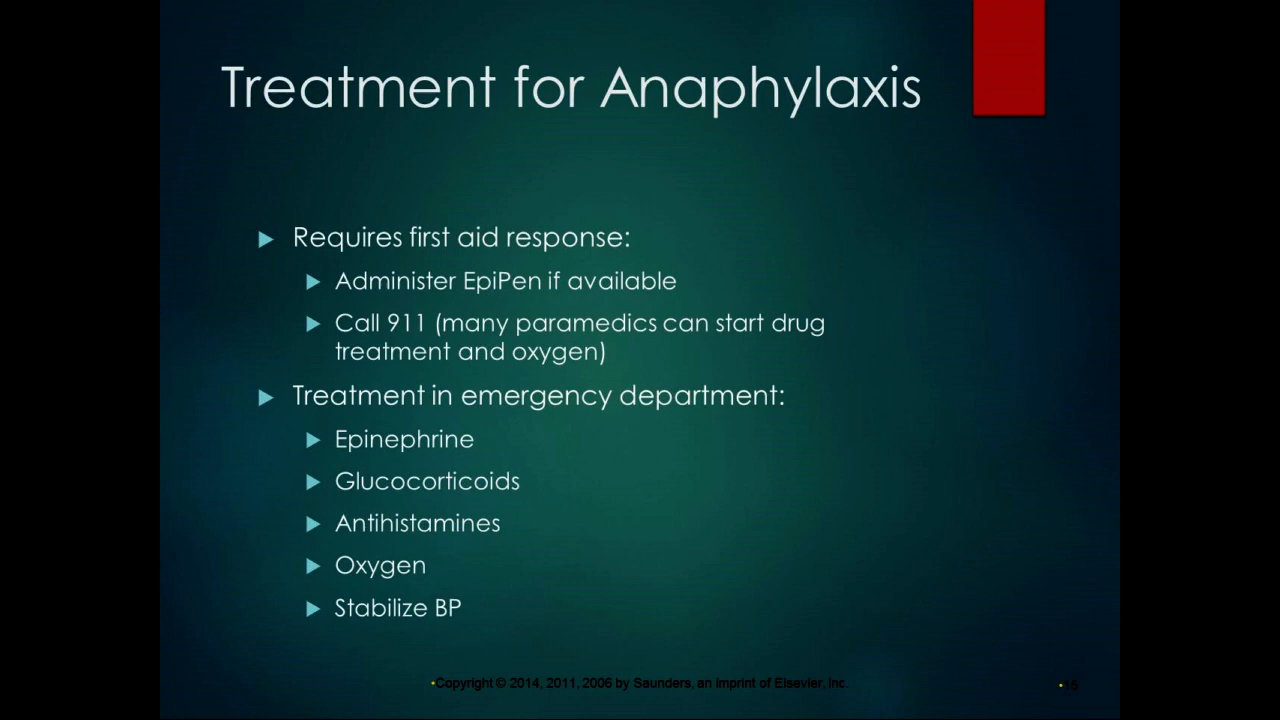 Treatment for Anaphylaxis
Requires first aid response:
Administer EpiPen if available
Call 911 (many paramedics can start drug
treatment and oxygen)
Treatment in emergency department:
Epinephrine
Glucocorticoids
Antihistamines
Oxygen
Stabilize BP
•Copyright © 2014, 2011, 2006 by Saunders, an imprint of Elsevier, Inc.
•15